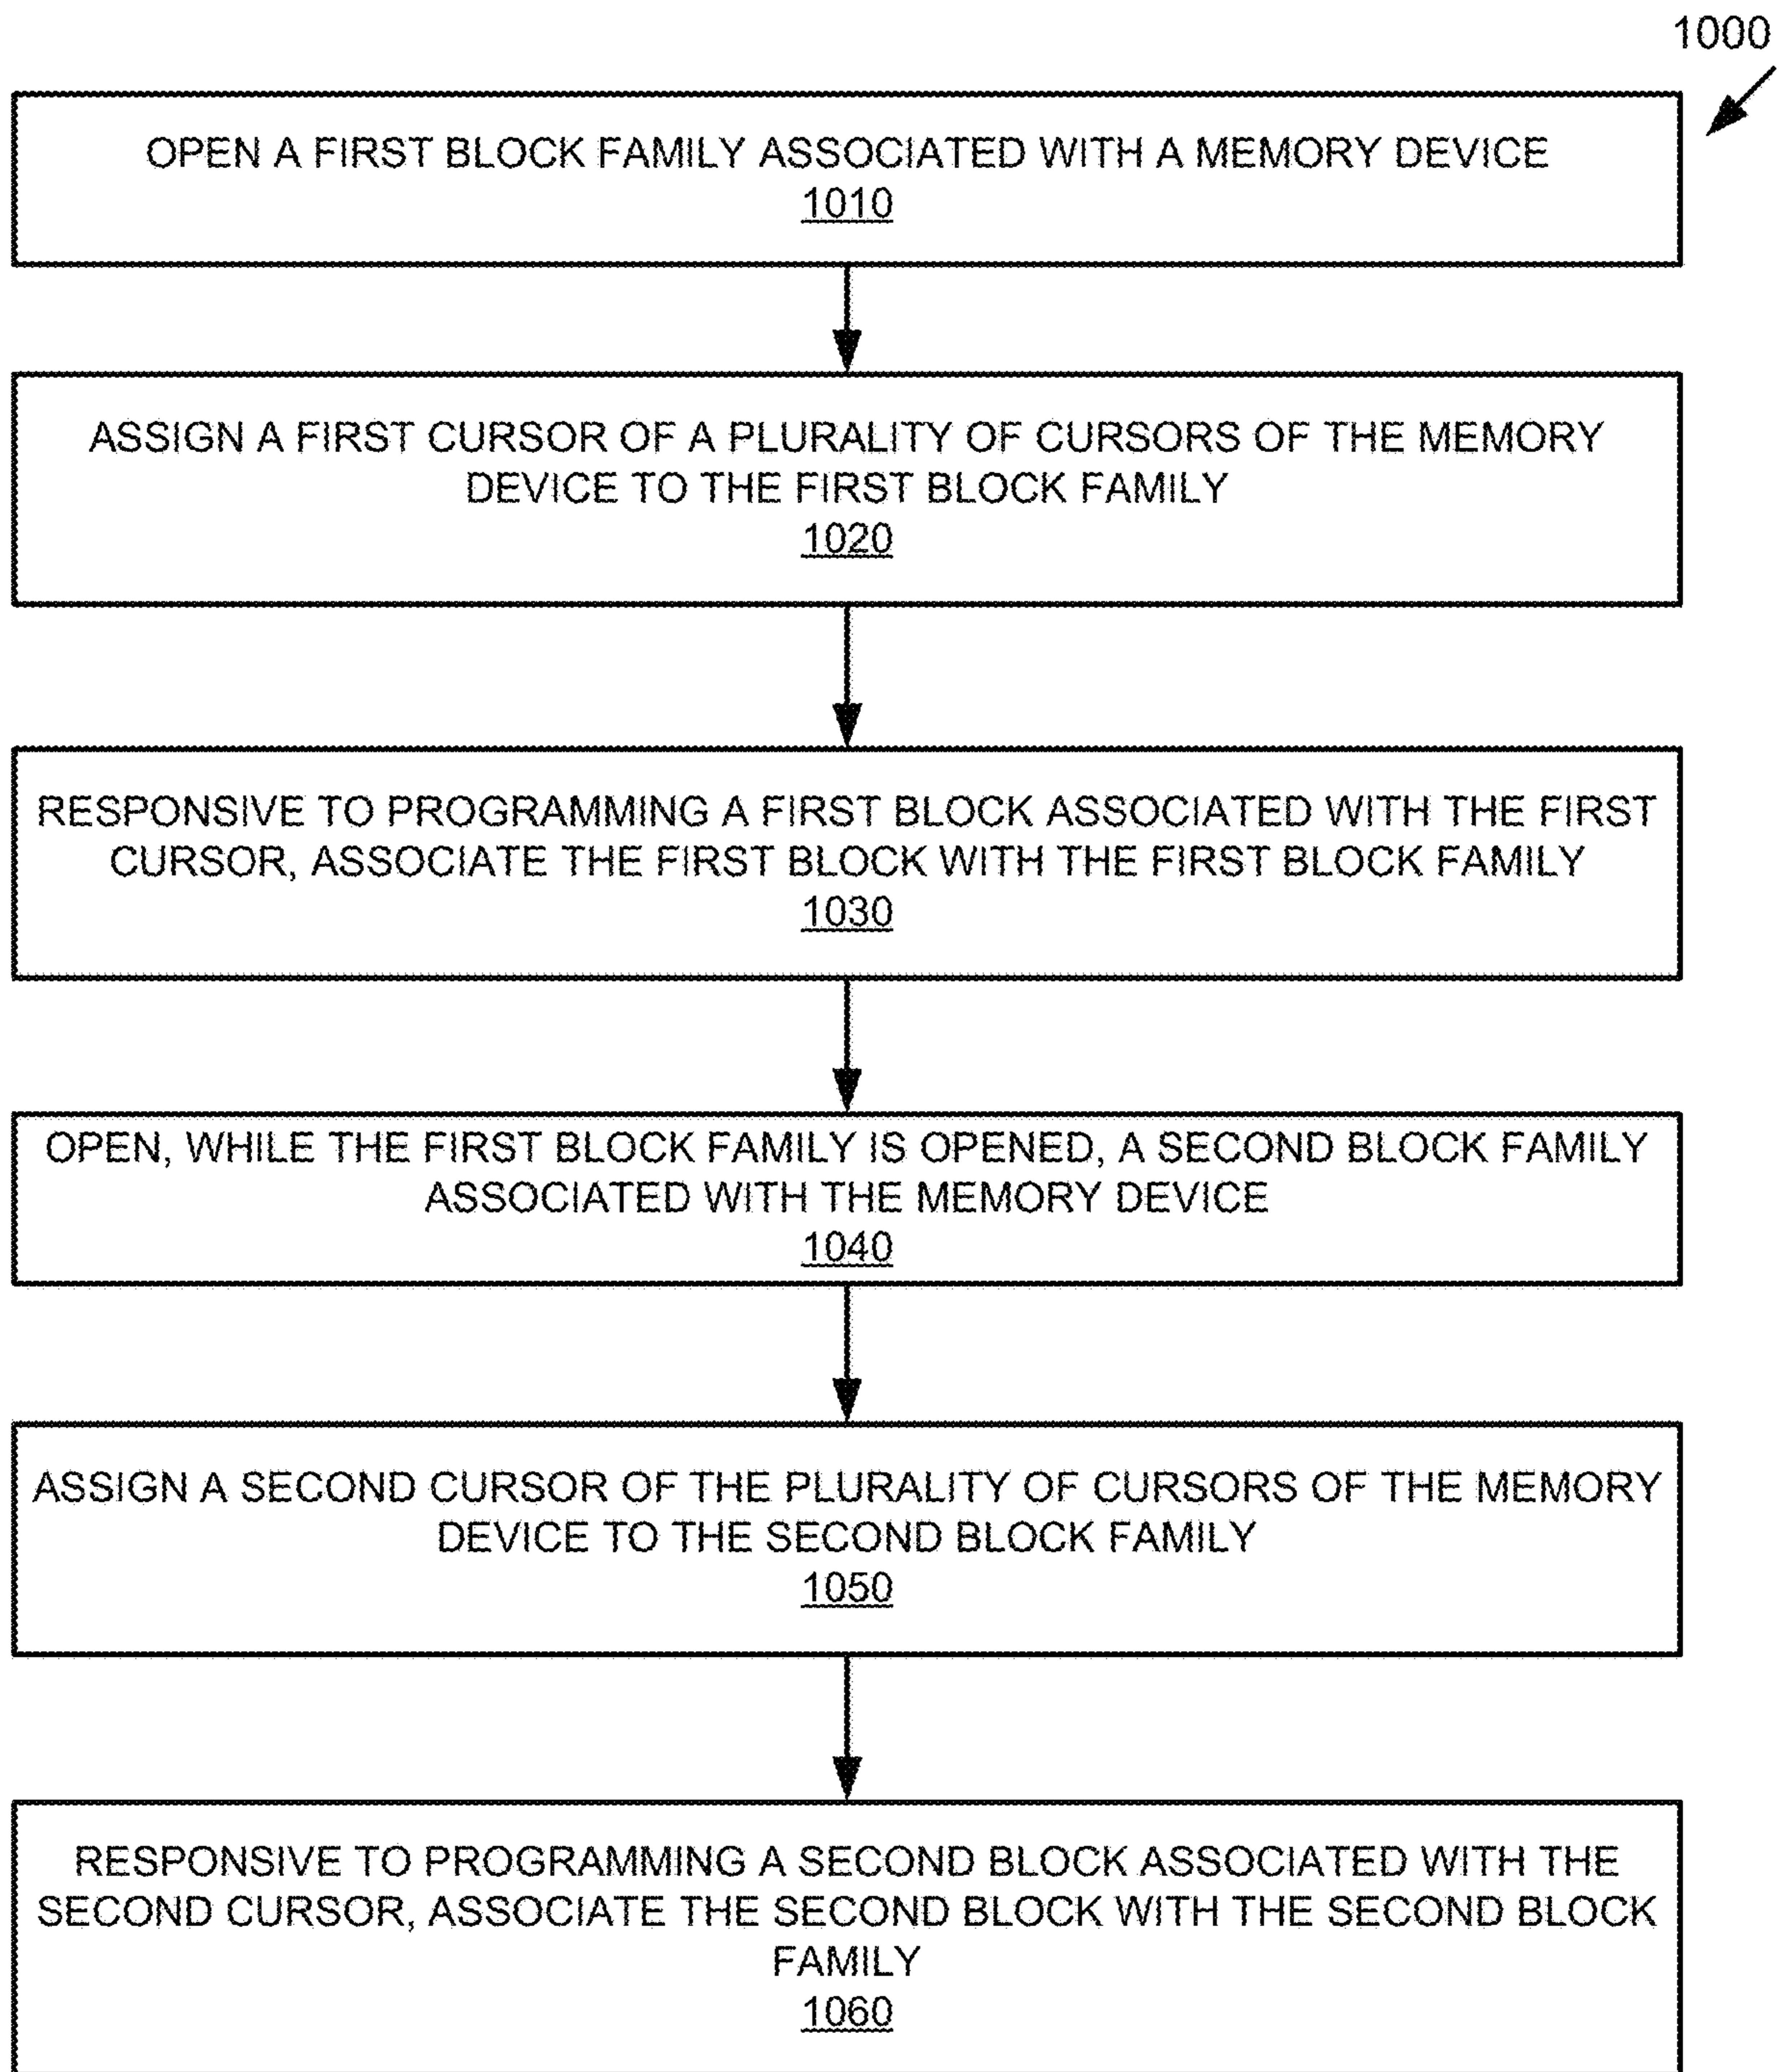 1000
OPEN A FIRST BLOCK FAMILY ASSOCIATED WITH A MEMORY DEVICE
1010
ASSIGN A FIRST CURSOR OF A PLURALITY OF CURSORS OF THE MEMORY
DEVICE TO THE FIRST BLOCK FAMILY
1020
RESPONSIVE TO PROGRAMMING A FIRST BLOCK ASSOCIATED WITH THE FIRST
CURSOR, ASSOCIATE THE FIRST BLOCK WITH THE FIRST BLOCK FAMILY
1030
OPEN, WHILE THE FIRST BLOCK FAMILY IS OPENED, A SECOND BLOCK FAMILY
ASSOCIATED WITH THE MEMORY DEVICE
1040
ASSIGN A SECOND CURSOR OF THE PLURALITY OF CURSORS OF THE MEMORY
DEVICE TO THE SECOND BLOCK FAMILY
1050
RESPONSIVE TO PROGRAMMING A SECOND BLOCK ASSOCIATED WITH THE
SECOND CURSOR, ASSOCIATE THE SECOND BLOCK WITH THE SECOND BLOCK
FAMILY
1060